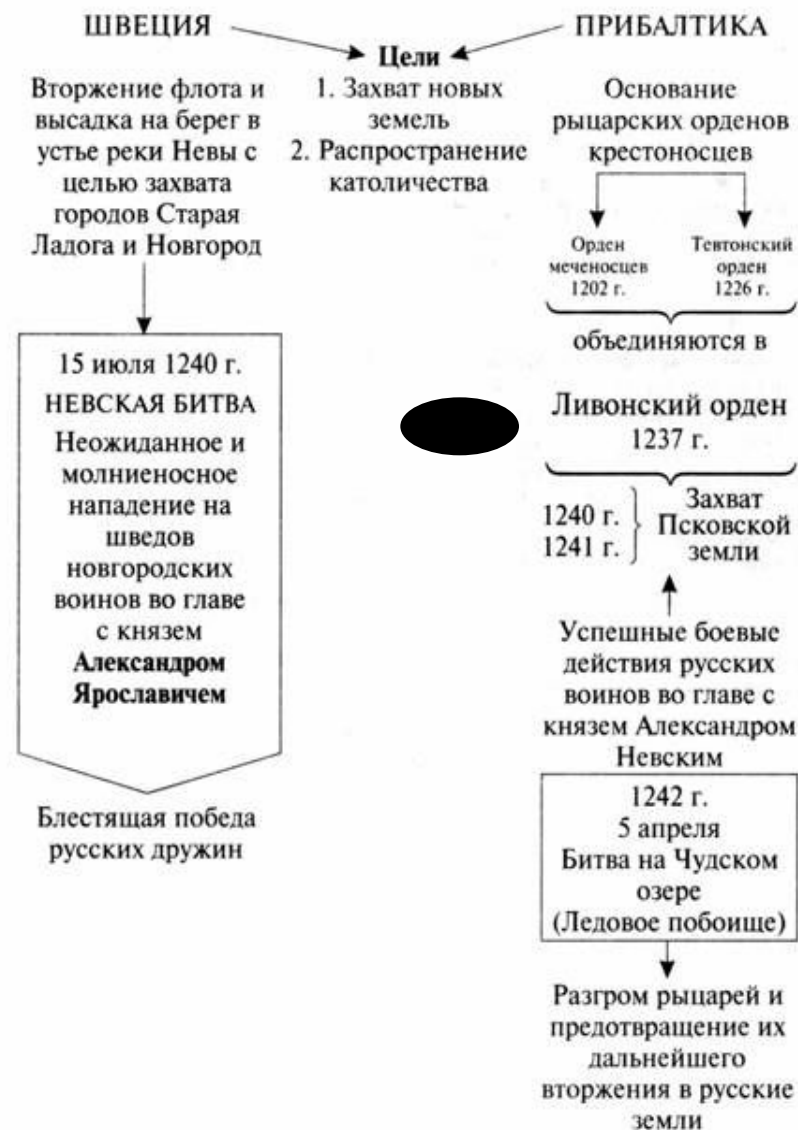 ШВЕЦИЯ
ПРИБАЛТИКА
Цели
1. Захват новых
земель
2. Распространение
католичества
Вторжение флота и
высадка на берег в
устье реки Невы с
целью захвата
городов Старая
Ладога и Новгород
15 июля 1240 г.
НЕВСКАЯ БИТВА
Неожиданное и
молниеносное
нападение на
шведов
новгородских
воинов во главе
с князем
Александром
Ярославичем
Блестящая победа
русских дружин
Основание
рыцарских орденов
крестоносцев
Орден
меченосцев
1202 г.
Тевтонский
орден
1226 г.
объединяются в
Ливонский орден
1237 г.
1240 г.
1241 г.
Захват
Псковской
земли
Успешные боевые
действия русских
воинов во главе с
князем Александром
Невским
1242 г.
5 апреля
Битва на Чудском
озере
(Ледовое побоище)
Разгром рыцарей и
предотвращение их
дальнейшего
вторжения в русские
земли